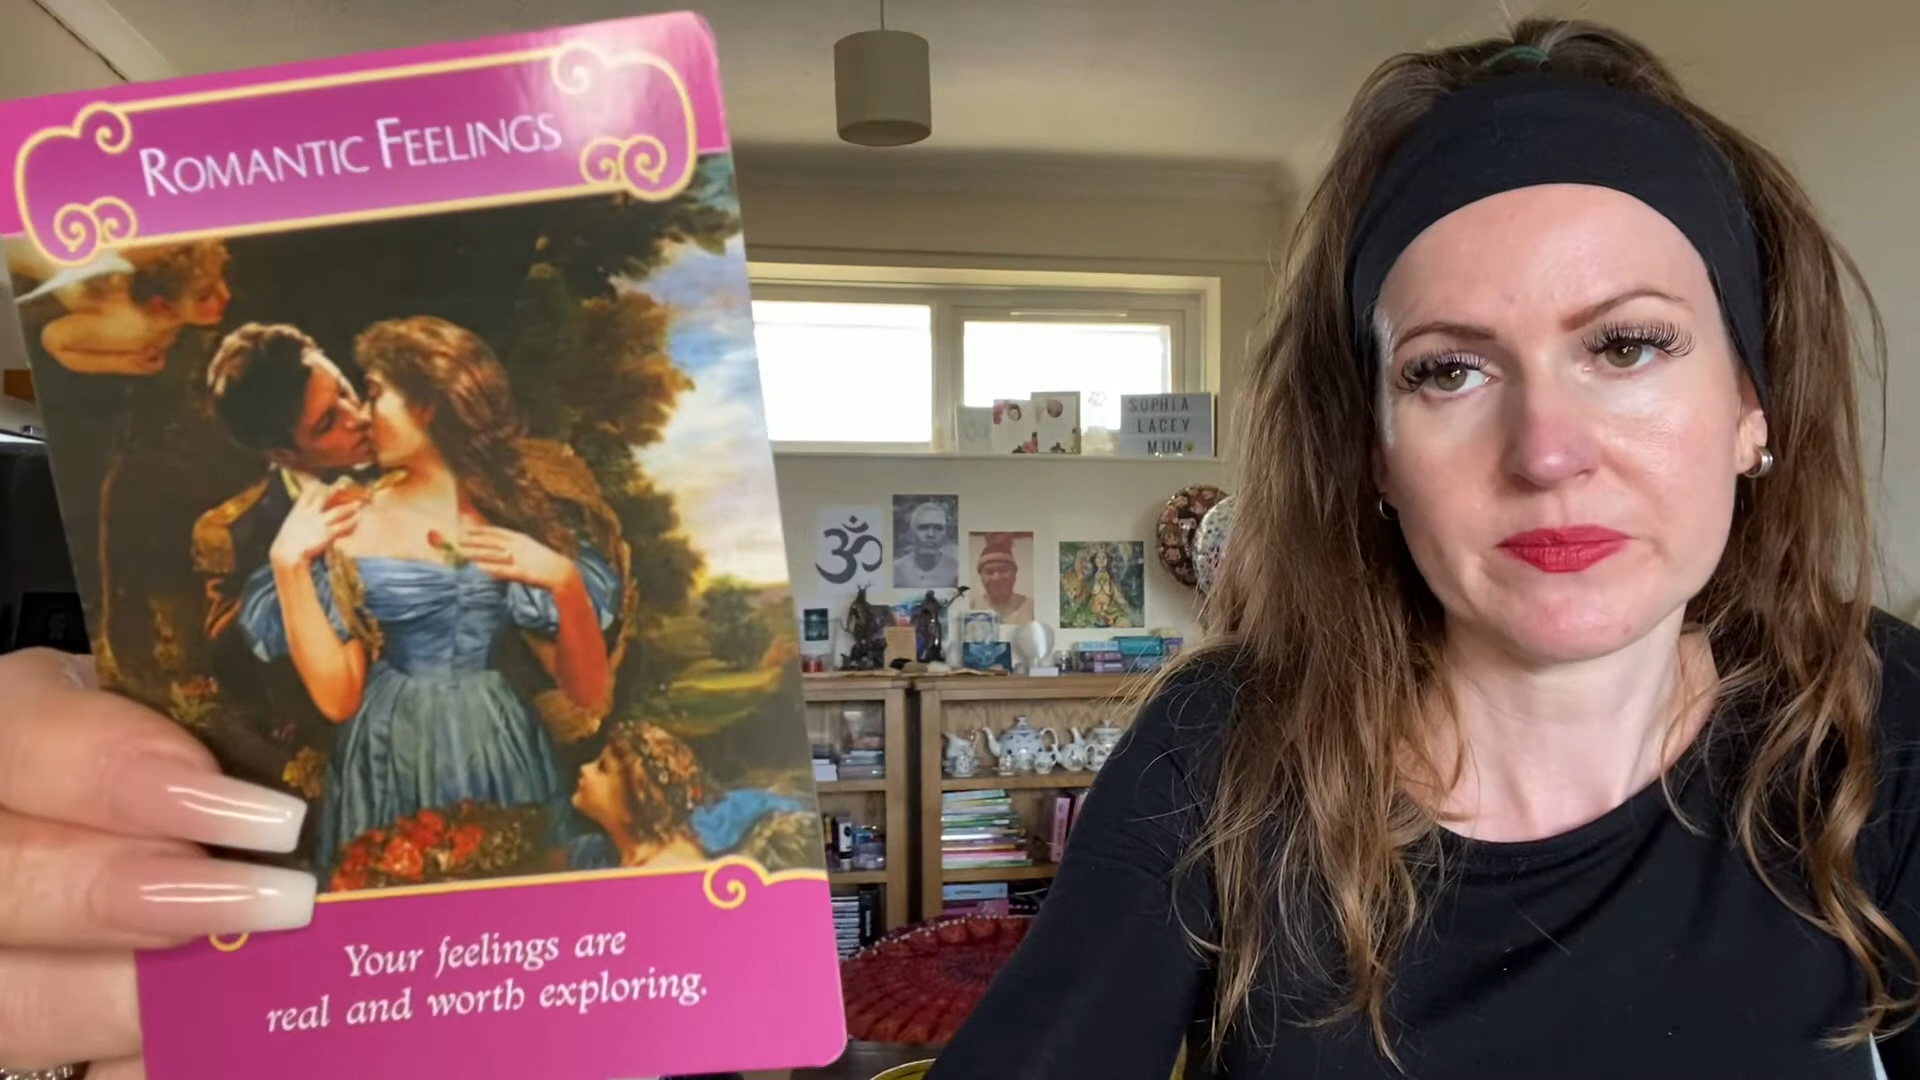 ROMANTIC FEELINGS
Your feelings are
real and worth exploring.
SOPHIA
LACEY
MUM
ॐ